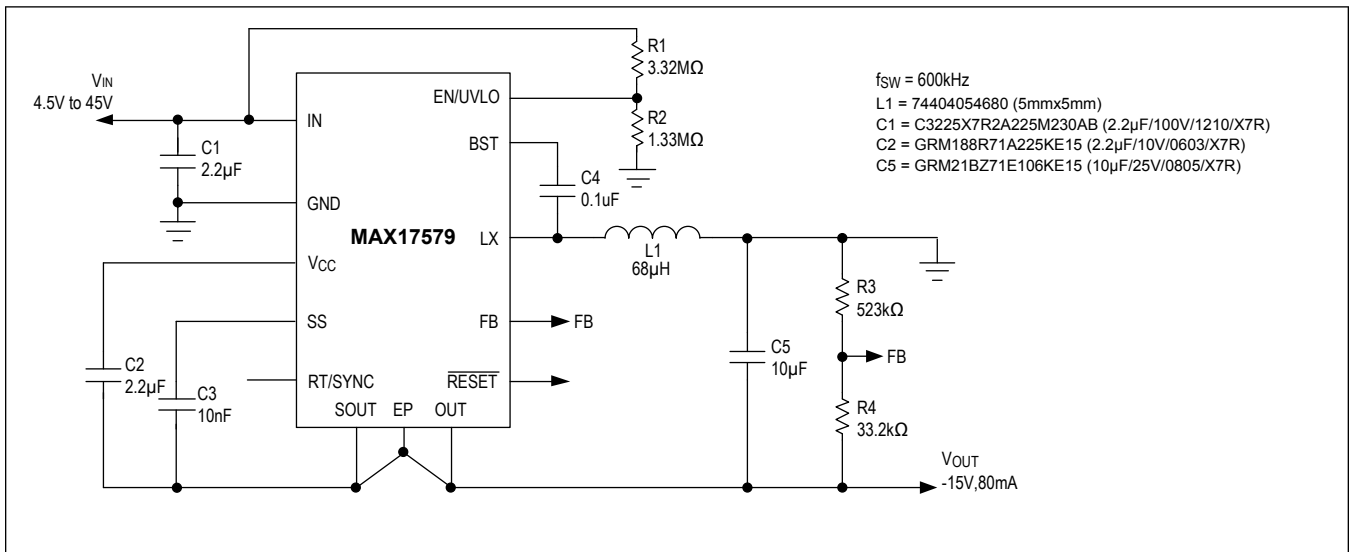 VIN
4.5V to 45V
C1
2.2µF
IN
GND
VCC
SS
RT/SYNC
SOUT EP OUT
MAX17579
EN/UVLO
BST
LX
FB
RESET
C2
2.2µF
C3
10nF
R1
3.32MΩ
R2
1.33MΩ
C4
0.1uF
L1
68µH
FB
C5
10µF
R3
523kΩ
FB
R4
33.2kΩ
VOUT
-15V,80mA
fSW = 600kHz
L1 = 74404054680 (5mmx5mm)
C1 = C3225X7R2A225M230AB (2.2µF/100V/1210/X7R)
C2 = GRM188R71A225KE15 (2.2µF/10V/0603/X7R)
C5 = GRM21BZ71E106KE15 (10µF/25V/0805/X7R)